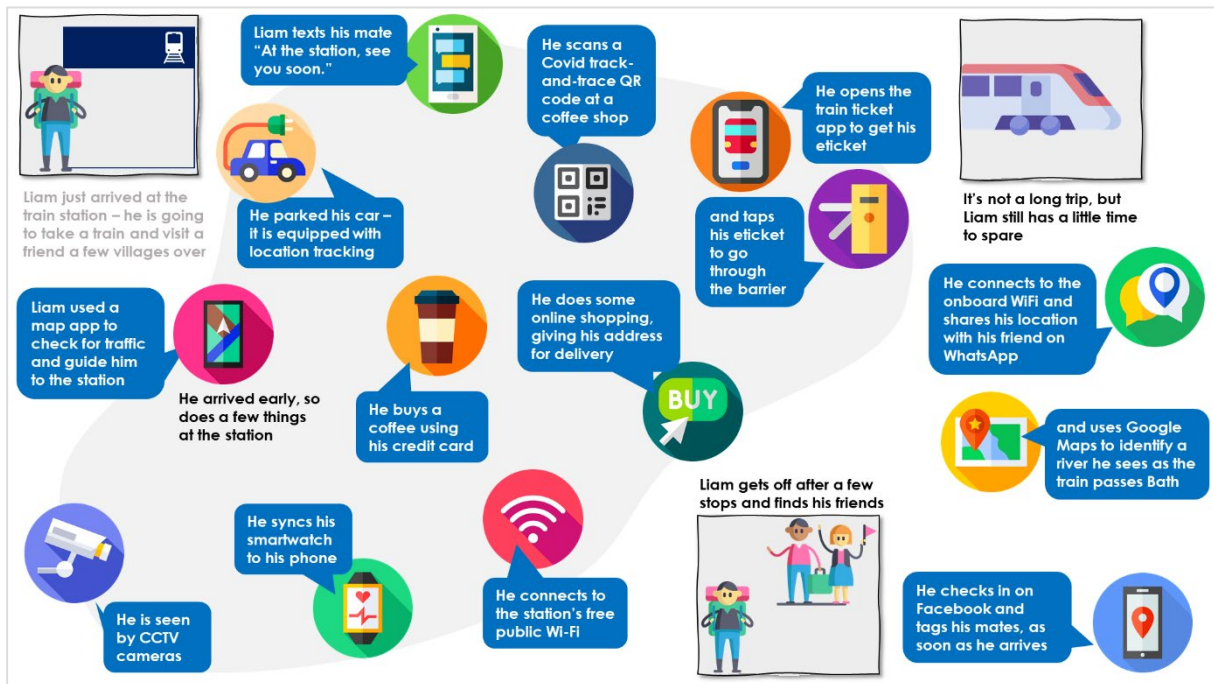 Liam just arrived at the
train station – he is going
to take a train and visit a
friend a few villages over
Liam used a
map app to
check for traffic
and guide him
to the station
He parked his car –
it is equipped with
location tracking
Liam texts his mate
“At the station, see
you soon.”
He arrived early, so
does a few things
at the station
He is seen
by CCTV
cameras
He syncs his
smartwatch
to his phone
He buys a
coffee using
his credit card
He scans a
Covid track-
and-trace QR
code at a
coffee shop
He connects to
the station’s free
public Wi-Fi
He does some
online shopping,
giving his address
for delivery
BUY
He opens the
train ticket
app to get his
eticket
and taps
his eticket
to go
through
the barrier
It’s not a long trip, but
Liam still has a little time
to spare
He connects to the
onboard WiFi and
shares his location
with his friend on
WhatsApp
and uses Google
Maps to identify a
river he sees as the
train passes Bath
Liam gets off after a few
stops and finds his friends
He checks in on
Facebook and
tags his mates, as
soon as he arrives